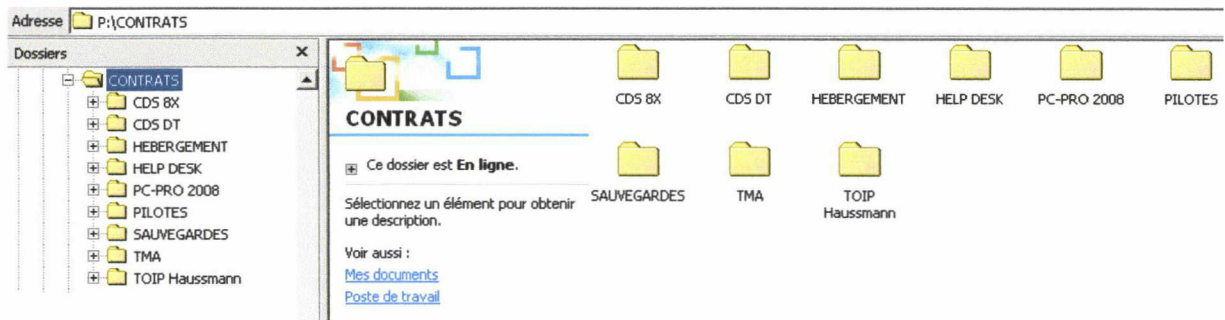 Adresse P:\CONTRATS
Dossiers
CONTRATS
CDS 8X
CDS DT
HEBERGEMENT
HELP DESK
PC-PRO 2008
PILOTES
SAUVEGARDES
TMA
TOIP Haussmann
CONTRATS
Ce dossier est En ligne.
Sélectionnez un élément pour obtenir
une description.
Voir aussi :
Mes documents
Poste de travail
CDS 8X CDS DT HEBERGEMENT HELP DESK PC-PRO 2008 PILOTES
SAUVEGARDES TMA TOIP
Haussmann